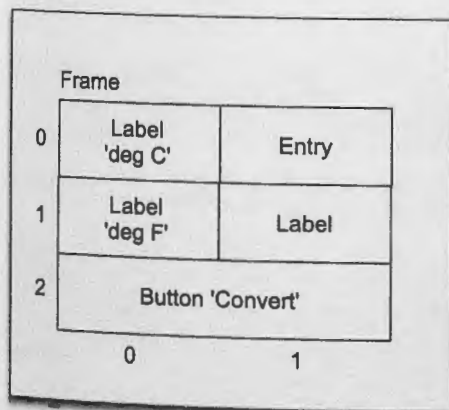 Frame
0
Label
'deg C'
Entry
1
Label
'deg F'
Label
2
Button 'Convert'
0
1